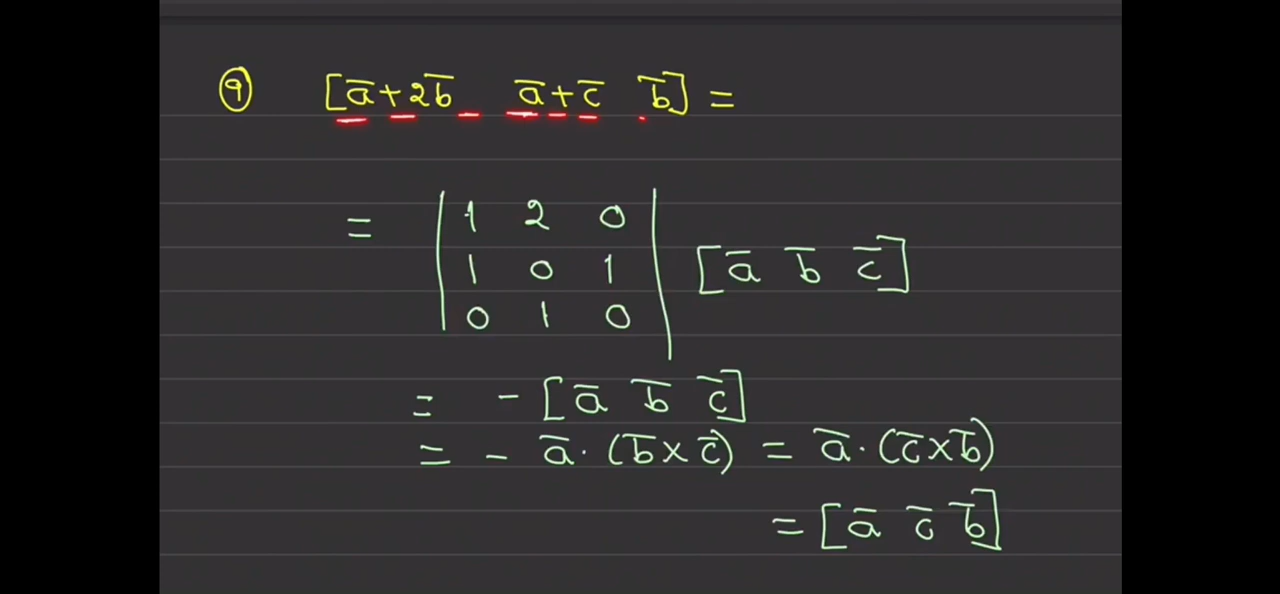 ⑨ [a̅+2b̅ a̅+c̅ b̅] =
= | 1 2 0 |
| 1 0 1 | [a̅ b̅ c̅]
| 0 1 0 |
= - [a̅ b̅ c̅]
= - a̅·(b̅×c̅) = a̅·(c̅×b̅)
= [a̅ c̅ b̅]